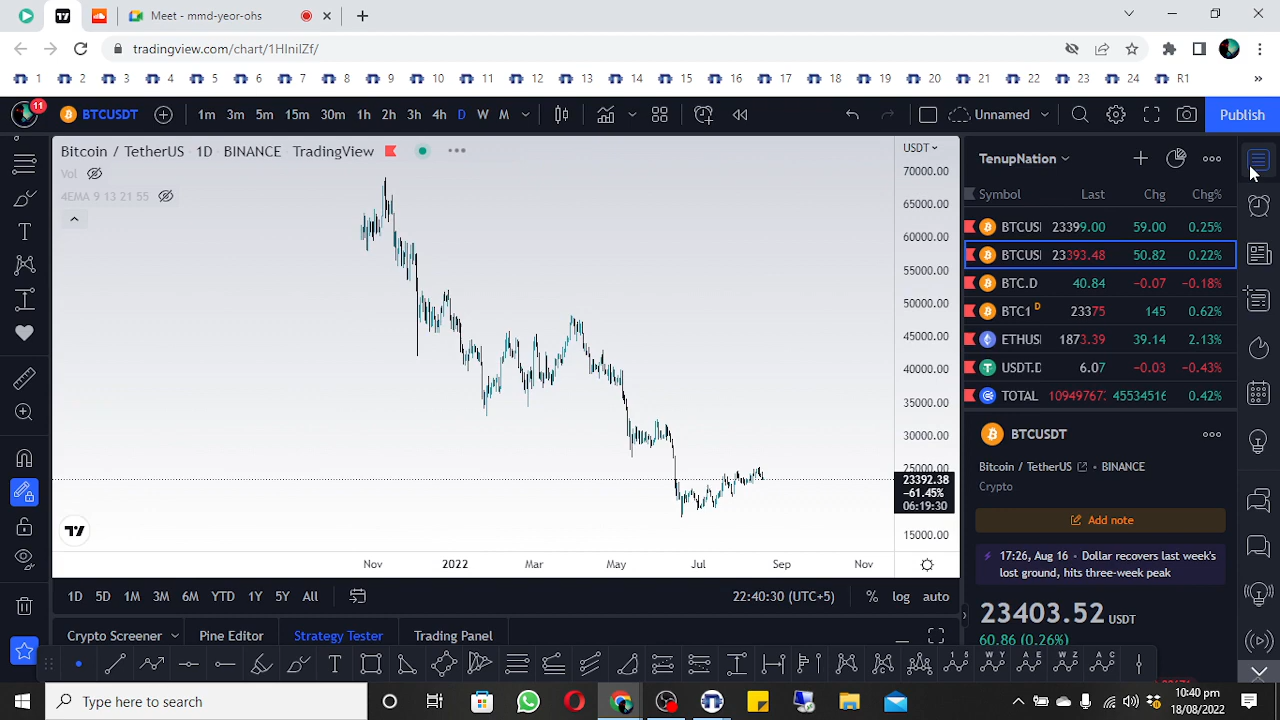 Meet - mmd-yeor-ohs
tradingview.com/chart/1HInilZf/
1 2 3 4 5 6 7 8 9 10 11 12 13 14 15 16 17 18 19 20 21 22 23 24 R1 »
11 BTCUSDT 1m 3m 5m 15m 30m 1h 2h 3h 4h D W M Unnamed Publish
Bitcoin / TetherUS · 1D · BINANCE · TradingView
Vol
4EMA 9 13 21 55
USDT
70000.00
65000.00
60000.00
55000.00
50000.00
45000.00
40000.00
35000.00
30000.00
25000.00
23392.38
−61.45%
06:19:30
15000.00
Nov 2022 Mar May Jul Sep Nov
1D 5D 1M 3M 6M YTD 1Y 5Y All 22:40:30 (UTC+5) % log auto
Crypto Screener Pine Editor Strategy Tester Trading Panel
TenupNation
Symbol Last Chg Chg%
BTCUSI 23399.00 59.00 0.25%
BTCUSI 23393.48 50.82 0.22%
BTC.D 40.84 −0.07 −0.18%
BTC1 D 23375 145 0.62%
ETHUSI 1873.39 39.14 2.13%
USDT.D 6.07 −0.03 −0.43%
TOTAL 10949767 45534516 0.42%
BTCUSDT
Bitcoin / TetherUS • BINANCE
Crypto
Add note
17:26, Aug 16 • Dollar recovers last week's
lost ground, hits three-week peak
23403.52 USDT
60.86 (0.26%)
T 1 5 W Y A E W Z A C
Type here to search
10:40 pm
18/08/2022